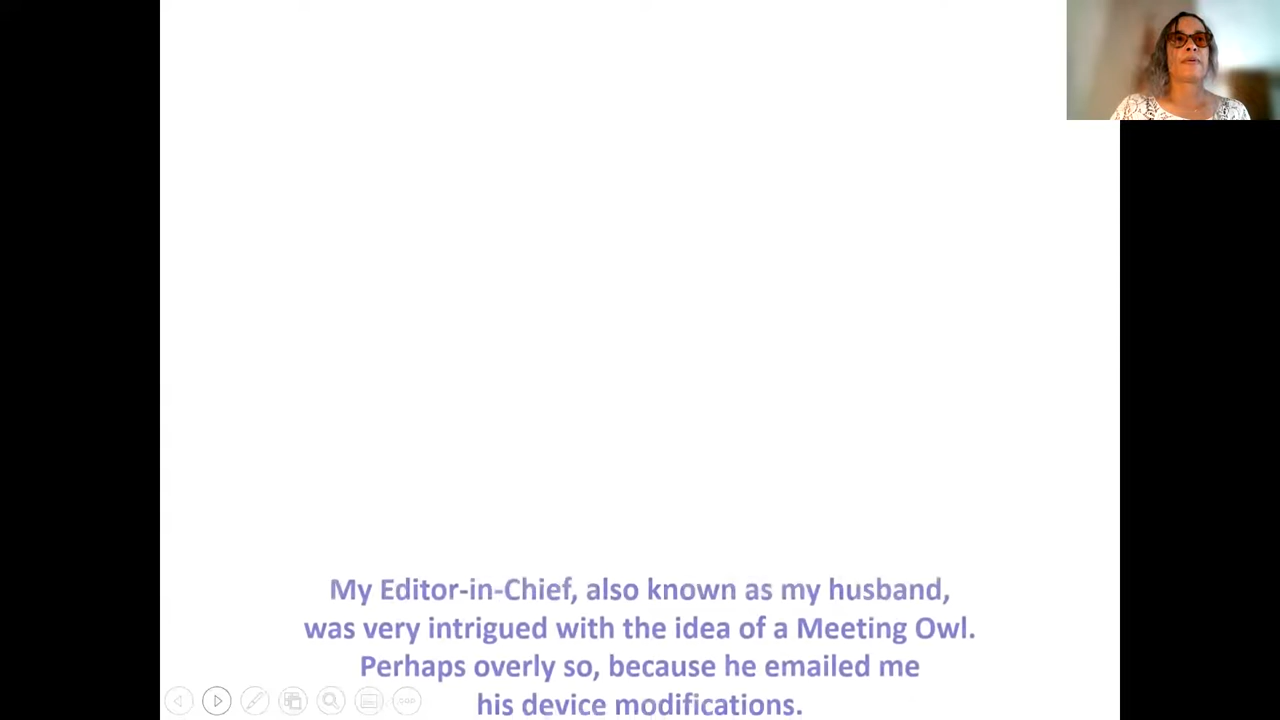 My Editor-in-Chief, also known as my husband,
was very intrigued with the idea of a Meeting Owl.
Perhaps overly so, because he emailed me
his device modifications.